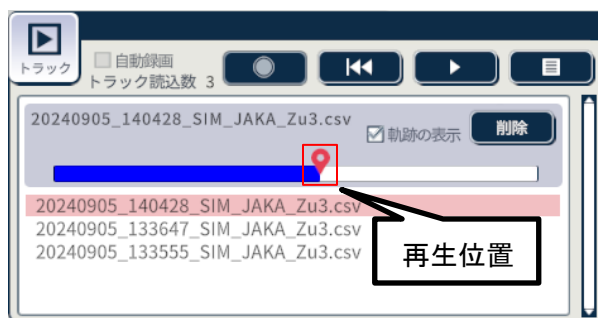 トラック
自動録画
トラック読込数 3
20240905_140428_SIM_JAKA_Zu3.csv
軌跡の表示
削除
20240905_140428_SIM_JAKA_Zu3.csv
20240905_133647_SIM_JAKA_Zu3.csv
20240905_133555_SIM_JAKA_Zu3.csv
再生位置